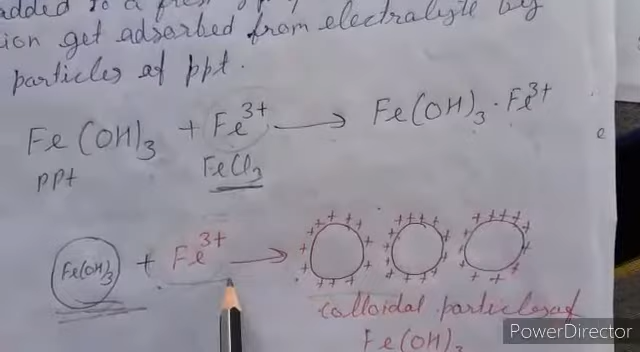 added to a fresh
ion get adsorbed from electralyte by
particles of ppt.
Fe(OH)3 + Fe3+ → Fe(OH)3 · Fe3+
ppt FeCl3
Fe(OH)3 + Fe3+ →
+ + + + + + + + + + + + + + + + + + + + + + + + + + + + + + + + + +
colloidal particles of
Fe(OH)3
PowerDirector